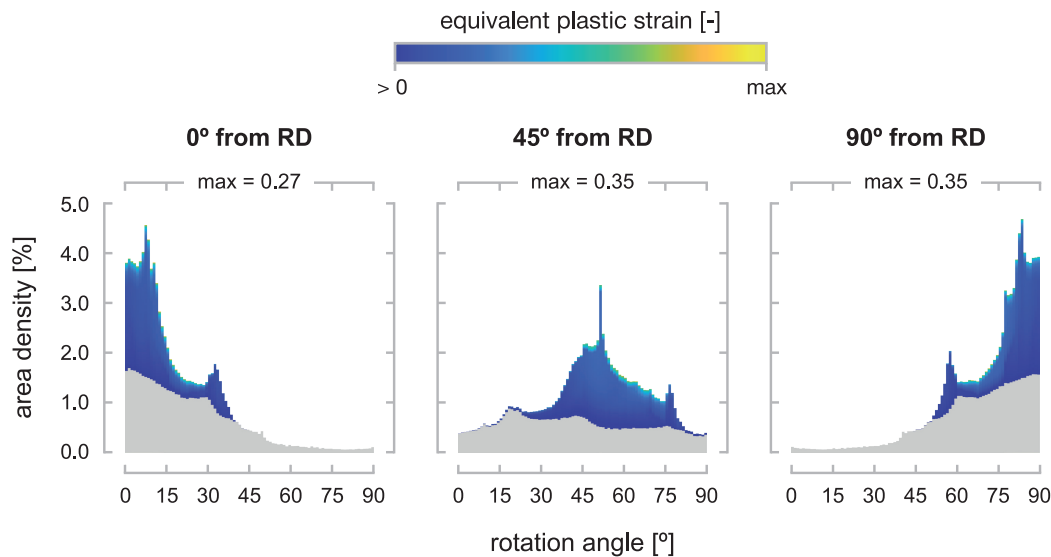 equivalent plastic strain [-]
> 0 max
0º from RD 45º from RD 90º from RD
max = 0.27 max = 0.35 max = 0.35
5.0
4.0
3.0
2.0
1.0
0.0
area density [%]
0 15 30 45 60 75 90 0 15 30 45 60 75 90 0 15 30 45 60 75 90
rotation angle [º]